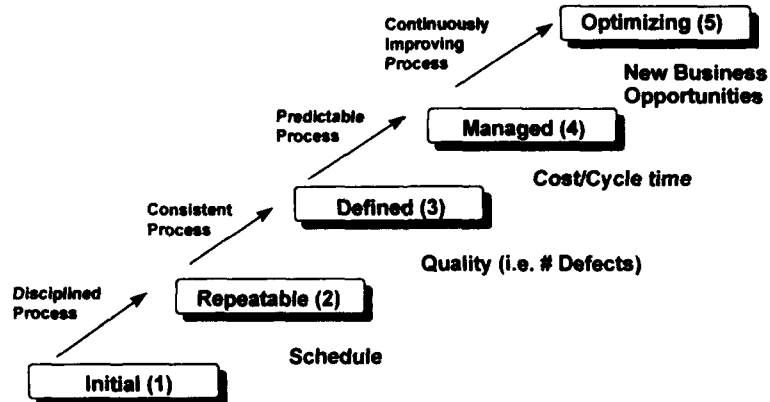 Continuously
Improving
Process
Optimizing (5)
New Business
Opportunities
Predictable
Process
Managed (4)
Cost/Cycle time
Consistent
Process
Defined (3)
Quality (i.e. # Defects)
Disciplined
Process
Repeatable (2)
Schedule
Initial (1)